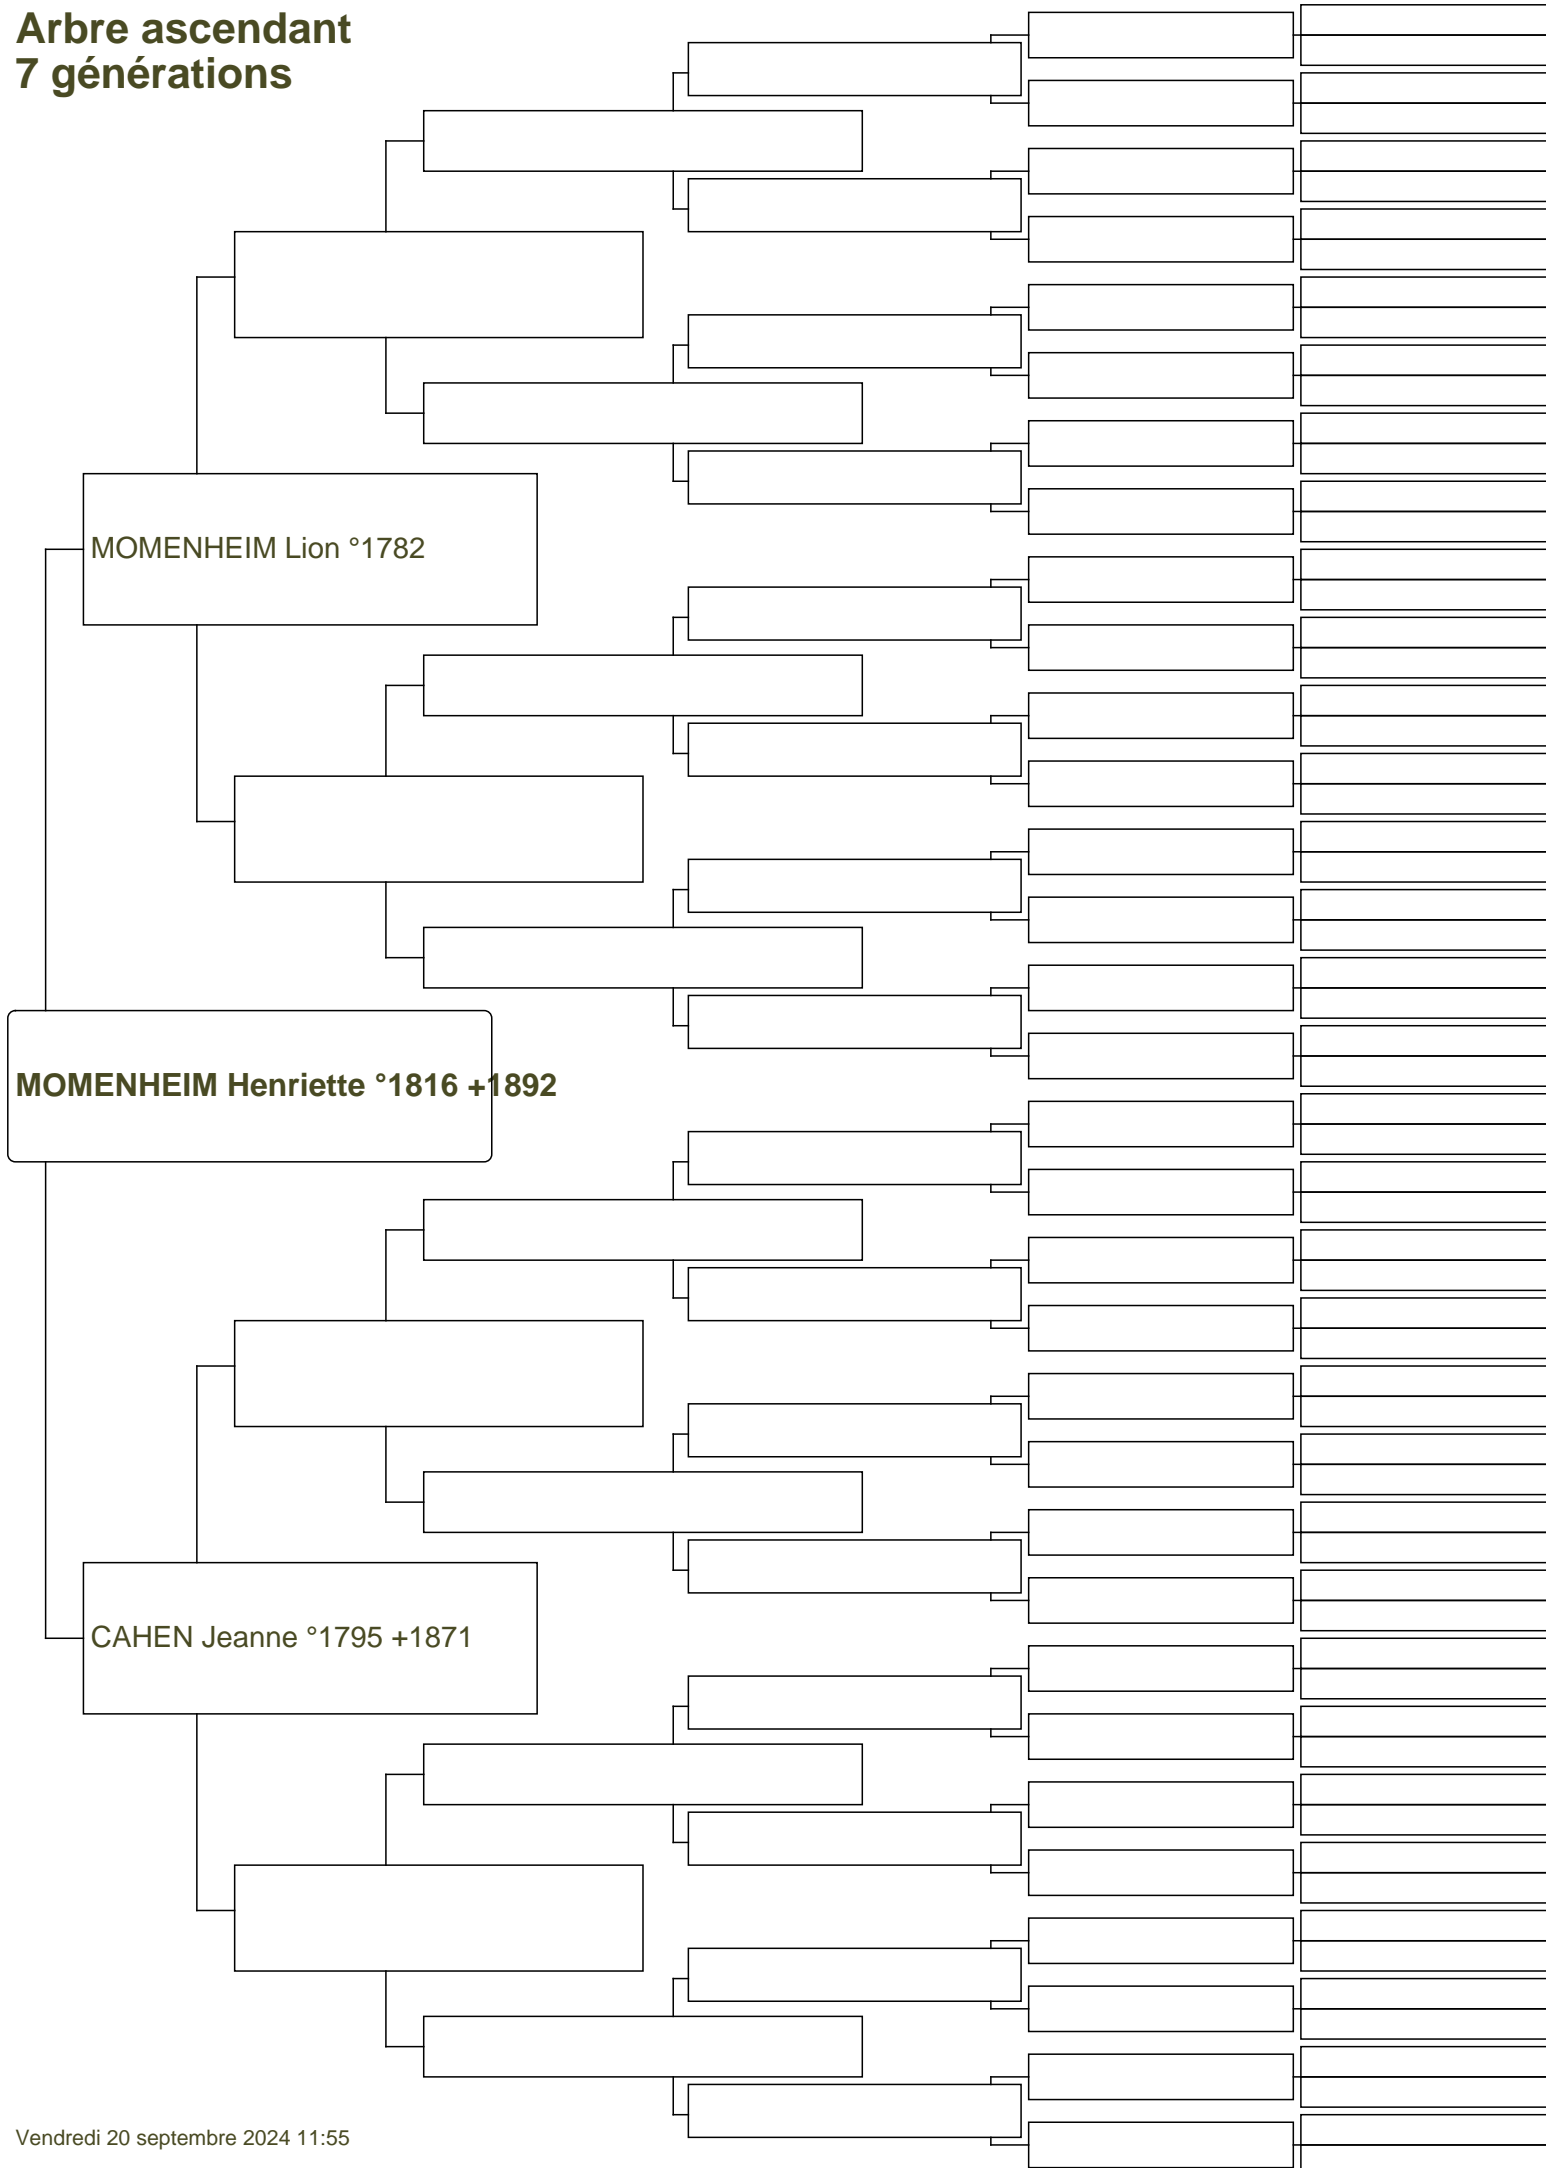 Arbre ascendant
7 générations
MOMENHEIM Lion °1782
MOMENHEIM Henriette °1816 +1892
CAHEN Jeanne °1795 +1871
Vendredi 20 septembre 2024 11:55